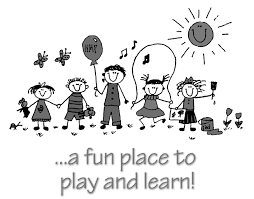 ...a fun place to
play and learn!